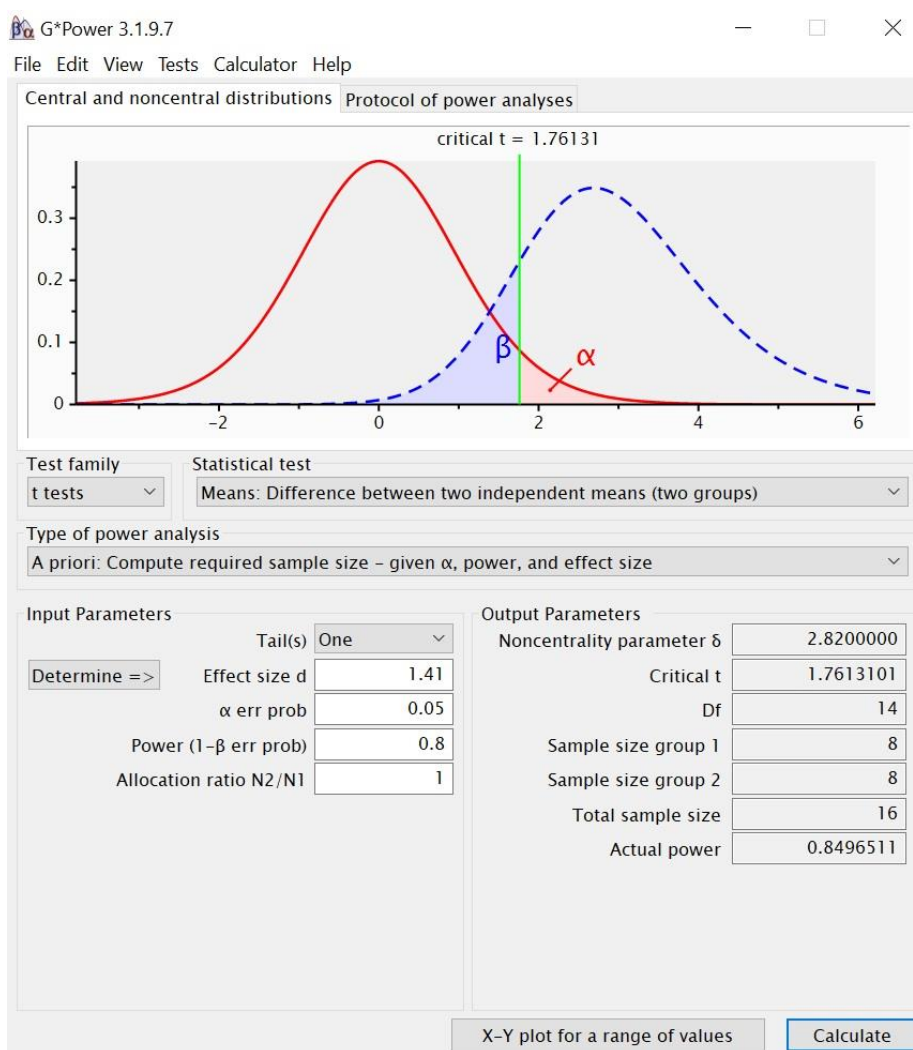 G*Power 3.1.9.7
File Edit View Tests Calculator Help
Central and noncentral distributions Protocol of power analyses
critical t = 1.76131
0.3
0.2
0.1
0
β
α
-2 0 2 4 6
Test family Statistical test
t tests Means: Difference between two independent means (two groups)
Type of power analysis
A priori: Compute required sample size – given α, power, and effect size
Input Parameters Output Parameters
Tail(s) One Noncentrality parameter δ 2.8200000
Determine => Effect size d 1.41 Critical t 1.7613101
α err prob 0.05 Df 14
Power (1-β err prob) 0.8 Sample size group 1 8
Allocation ratio N2/N1 1 Sample size group 2 8
Total sample size 16
Actual power 0.8496511
X-Y plot for a range of values Calculate